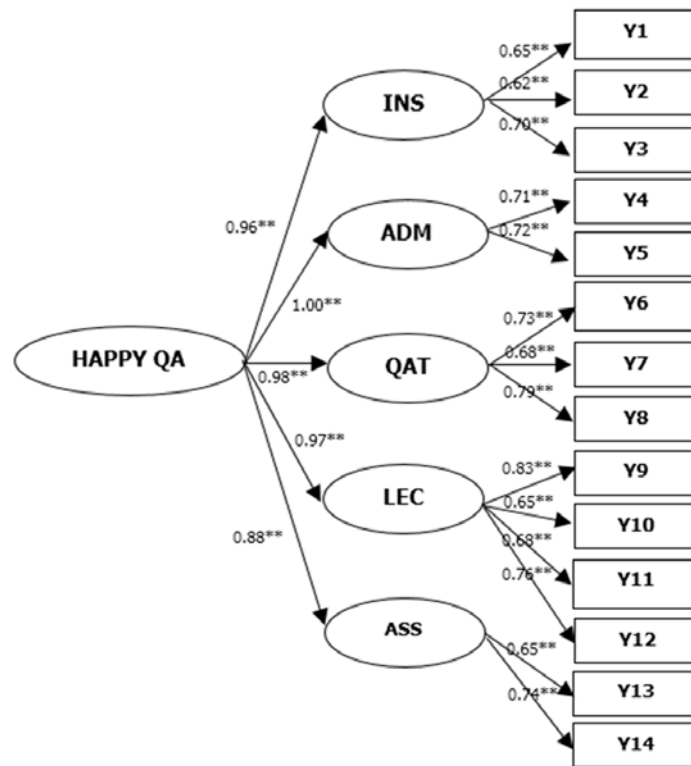 Y1
0.65**
0.62**
Y2
INS
0.70**
Y3
0.71**
Y4
0.96**
ADM
0.72**
Y5
1.00**
Y6
0.73**
HAPPY QA
0.98**
QAT
0.68**
Y7
0.79**
Y8
0.97**
0.83**
Y9
LEC
0.65**
Y10
0.88**
0.68**
Y11
0.76**
ASS
Y12
0.65**
Y13
0.74**
Y14